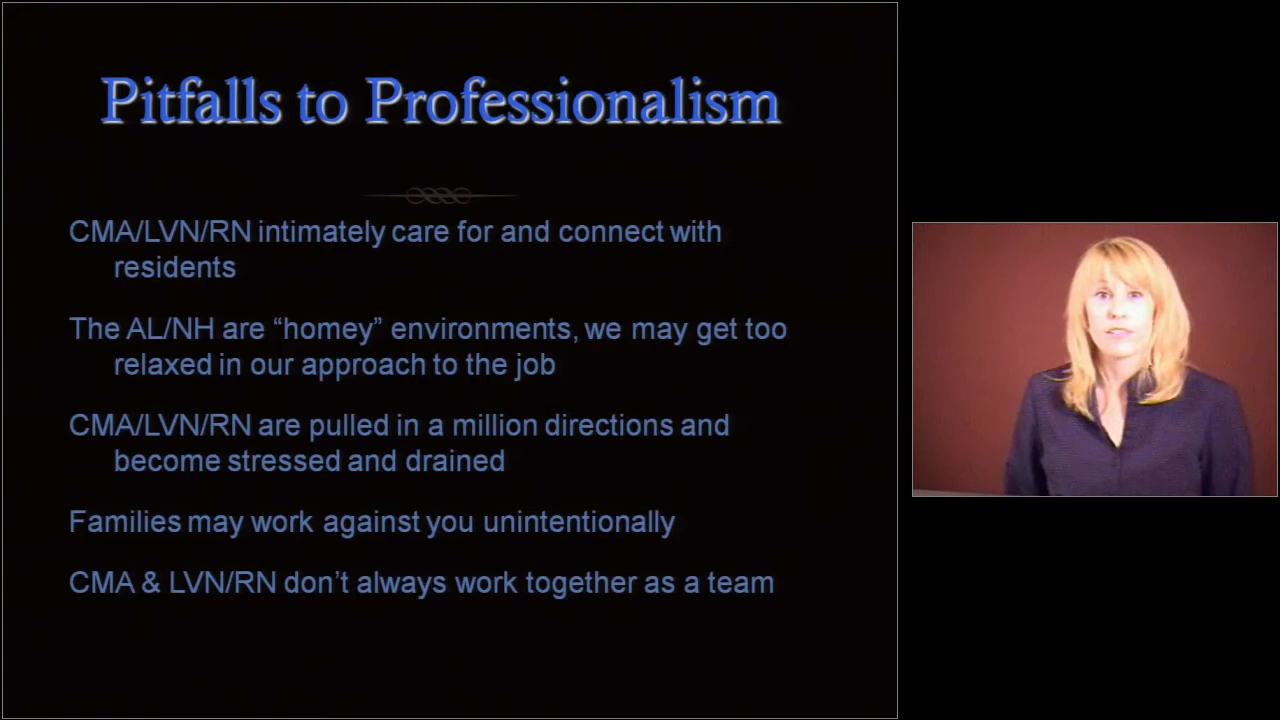 Pitfalls to Professionalism
CMA/LVN/RN intimately care for and connect with
residents
The AL/NH are “homey” environments, we may get too
relaxed in our approach to the job
CMA/LVN/RN are pulled in a million directions and
become stressed and drained
Families may work against you unintentionally
CMA & LVN/RN don’t always work together as a team